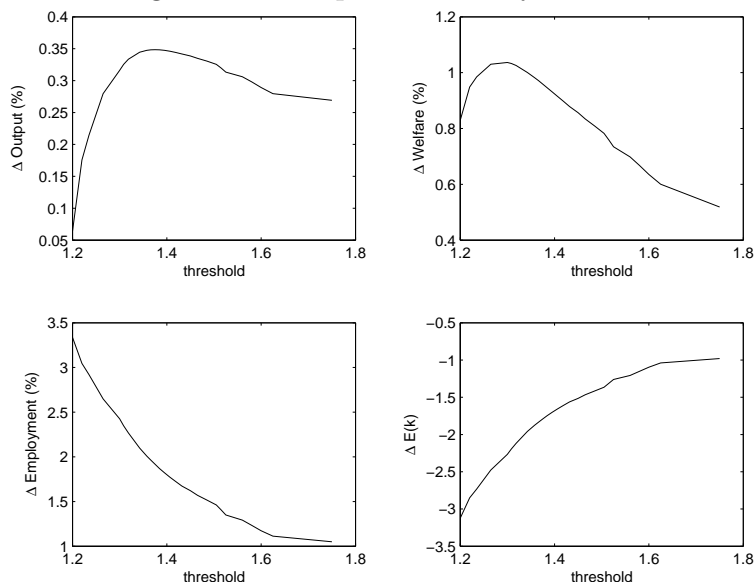 0.4
0.35
0.3
0.25
0.2
0.15
0.1
0.05
Δ Output (%)
1.2 1.4 1.6 1.8
threshold
1.2
1
0.8
0.6
0.4
Δ Welfare (%)
1.2 1.4 1.6 1.8
threshold
3.5
3
2.5
2
1.5
1
Δ Employment (%)
1.2 1.4 1.6 1.8
threshold
−0.5
−1
−1.5
−2
−2.5
−3
−3.5
Δ E(k)
1.2 1.4 1.6 1.8
threshold